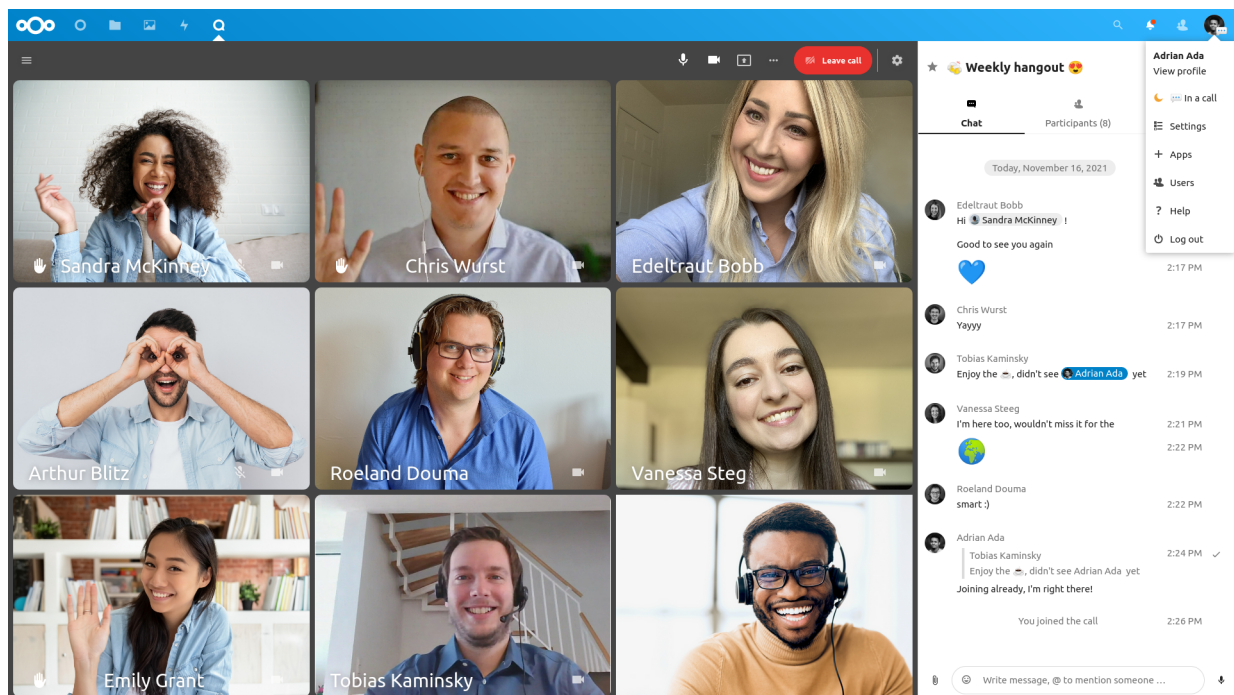 Leave call
Sandra McKinney
Chris Wurst
Edeltraut Bobb
Arthur Blitz
Roeland Douma
Vanessa Steg
Emily Grant
Tobias Kaminsky
👋 Weekly hangout 😍
Chat
Participants (8)
Today, November 16, 2021
Edeltraut Bobb
Hi Sandra McKinney !
Good to see you again
💙 2:17 PM
Chris Wurst
Yayyy 2:17 PM
Tobias Kaminsky
Enjoy the ☕, didn't see Adrian Ada yet 2:19 PM
Vanessa Steeg
I'm here too, wouldn't miss it for the 2:21 PM
🌍 2:22 PM
Roeland Douma
smart :) 2:22 PM
Adrian Ada
Tobias Kaminsky 2:24 PM
Enjoy the ☕, didn't see Adrian Ada yet
Joining already, I'm right there!
You joined the call 2:26 PM
Write message, @ to mention someone ...
Adrian Ada
View profile
💬 In a call
Settings
Apps
Users
Help
Log out